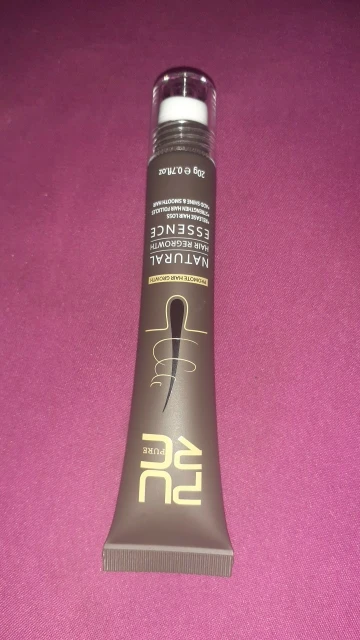 PURC
PURE
PROMOTE HAIR GROWTH
NATURAL
HAIR REGROWTH
ESSENCE
*RELEASE HAIR LOSS
*STRENGTHEN HAIR FOLLICLES
*ADD SHINE & SMOOTH HAIR
20g ℮ 0.7fl.oz